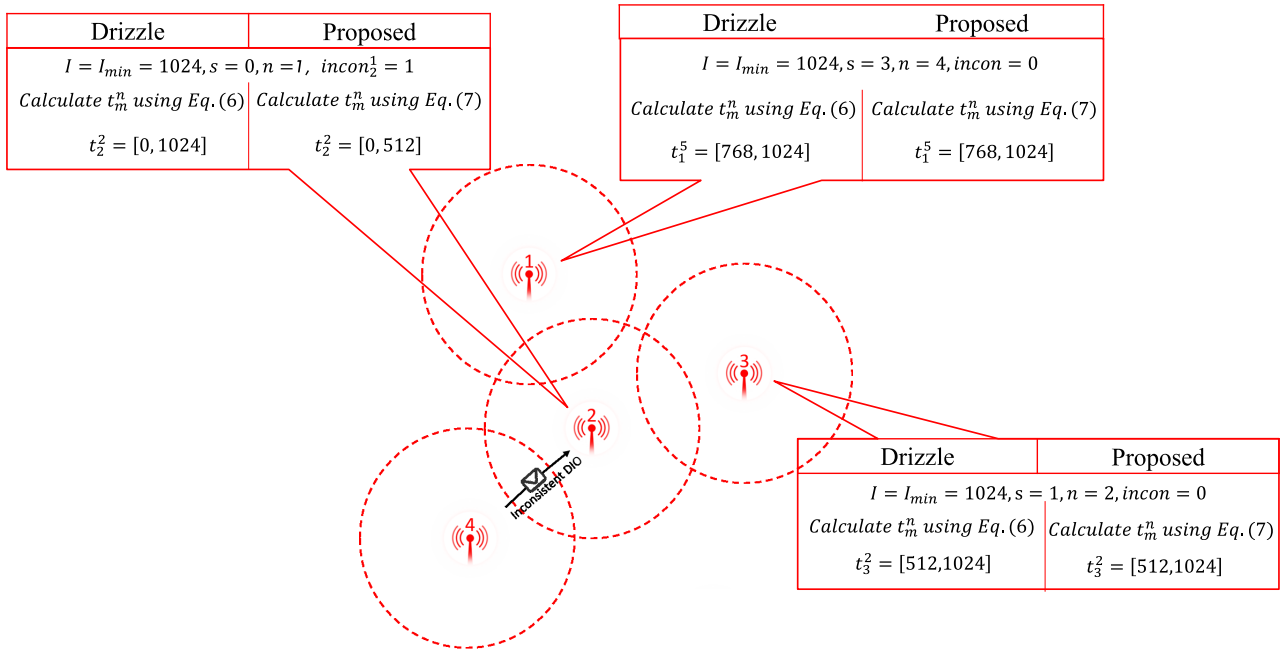 Drizzle Proposed
I = I_min = 1024, s = 0, n = 1, incon_2^1 = 1
Calculate t_m^n using Eq. (6) Calculate t_m^n using Eq. (7)
t_2^2 = [0, 1024] t_2^2 = [0, 512]
Drizzle Proposed
I = I_min = 1024, s = 3, n = 4, incon = 0
Calculate t_m^n using Eq. (6) Calculate t_m^n using Eq. (7)
t_1^5 = [768, 1024] t_1^5 = [768, 1024]
1
3
2
Inconsistent DIO
4
Drizzle Proposed
I = I_min = 1024, s = 1, n = 2, incon = 0
Calculate t_m^n using Eq. (6) Calculate t_m^n using Eq. (7)
t_3^2 = [512,1024] t_3^2 = [512,1024]